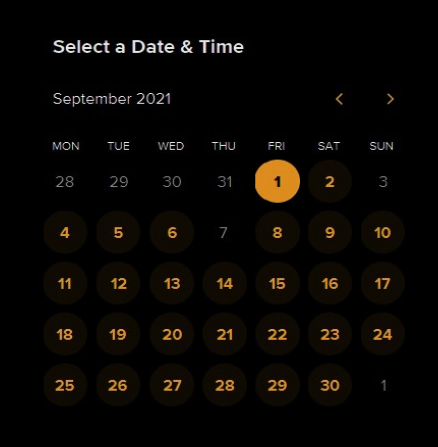 Select a Date & Time
September 2021
MON TUE WED THU FRI SAT SUN
28 29 30 31 1 2 3
4 5 6 7 8 9 10
11 12 13 14 15 16 17
18 19 20 21 22 23 24
25 26 27 28 29 30 1